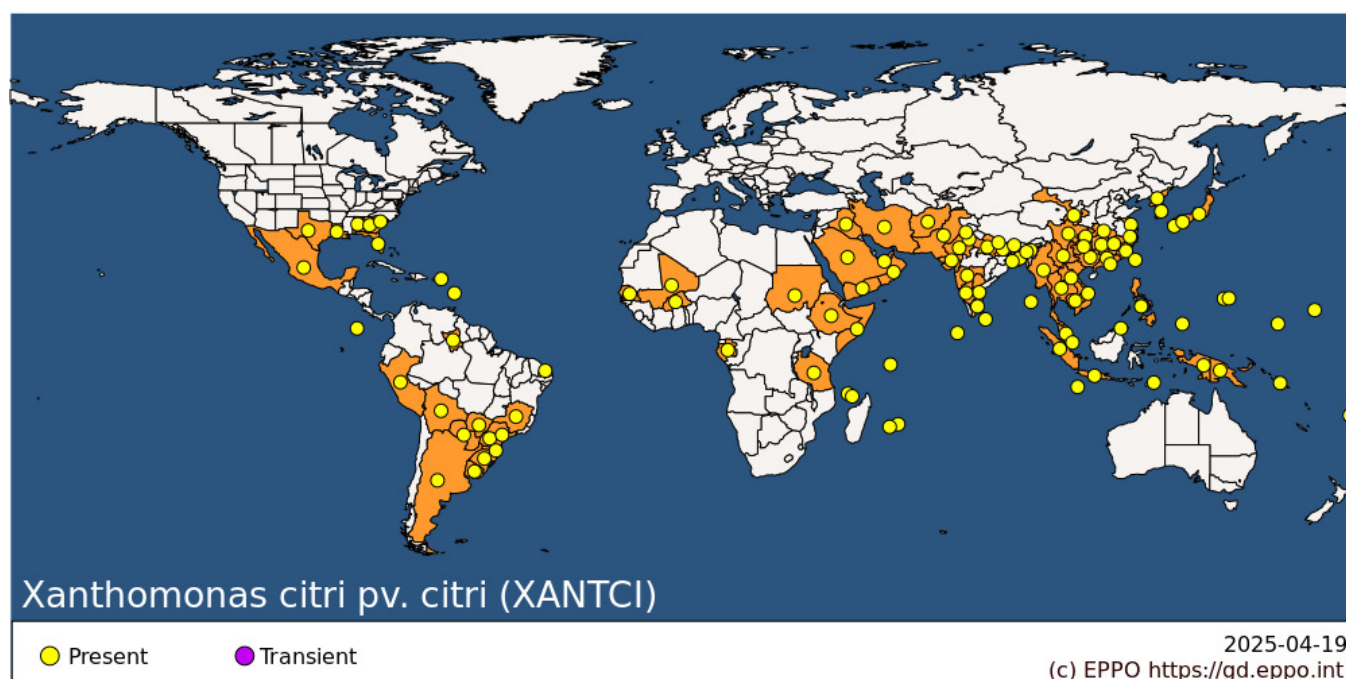 Xanthomonas citri pv. citri (XANTCI)
Present
Transient
2025-04-19
(c) EPPO https://gd.eppo.int